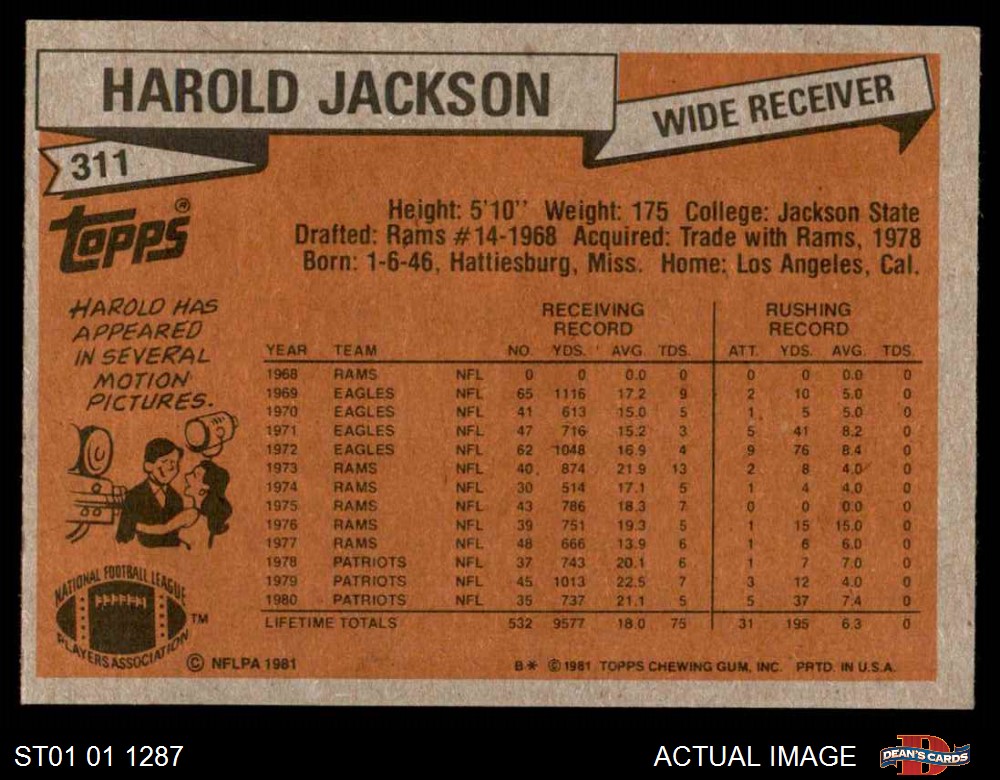 HAROLD JACKSON
WIDE RECEIVER
311
TOPPS®
Height: 5'10'' Weight: 175 College: Jackson State
Drafted: Rams #14-1968 Acquired: Trade with Rams, 1978
Born: 1-6-46, Hattiesburg, Miss. Home: Los Angeles, Cal.
HAROLD HAS
APPEARED
IN SEVERAL
MOTION
PICTURES.
RECEIVING RECORD RUSHING RECORD
YEAR TEAM NO. YDS. AVG. TDS. ATT. YDS. AVG. TDS.
1968 RAMS NFL 0 0 0.0 0 0 0 0.0 0
1969 EAGLES NFL 65 1116 17.2 9 2 10 5.0 0
1970 EAGLES NFL 41 613 15.0 5 1 5 5.0 0
1971 EAGLES NFL 47 716 15.2 3 5 41 8.2 0
1972 EAGLES NFL 62 1048 16.9 4 9 76 8.4 0
1973 RAMS NFL 40 874 21.9 13 2 8 4.0 0
1974 RAMS NFL 30 514 17.1 5 1 4 4.0 0
1975 RAMS NFL 43 786 18.3 7 0 0 0.0 0
1976 RAMS NFL 39 751 19.3 5 1 15 15.0 0
1977 RAMS NFL 48 666 13.9 6 1 6 6.0 0
1978 PATRIOTS NFL 37 743 20.1 6 1 7 7.0 0
1979 PATRIOTS NFL 45 1013 22.5 7 3 12 4.0 0
1980 PATRIOTS NFL 35 737 21.1 5 5 37 7.4 0
LIFETIME TOTALS 532 9577 18.0 75 31 195 6.3 0
NATIONAL FOOTBALL LEAGUE
PLAYERS ASSOCIATION
TM
© NFLPA 1981
B* © 1981 TOPPS CHEWING GUM, INC. PRTD. IN U.S.A.
ST01 01 1287
ACTUAL IMAGE
DEAN'S CARDS